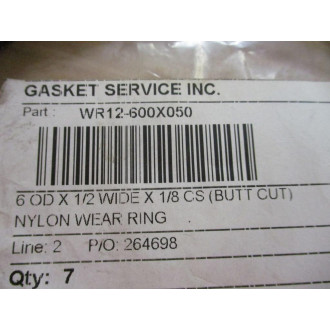 GASKET SERVICE INC.
Part : WR12-600X050
6 OD X 1/2 WIDE X 1/8 CS (BUTT CUT)
NYLON WEAR RING
Line: 2 P/O: 264698
Qty: 7